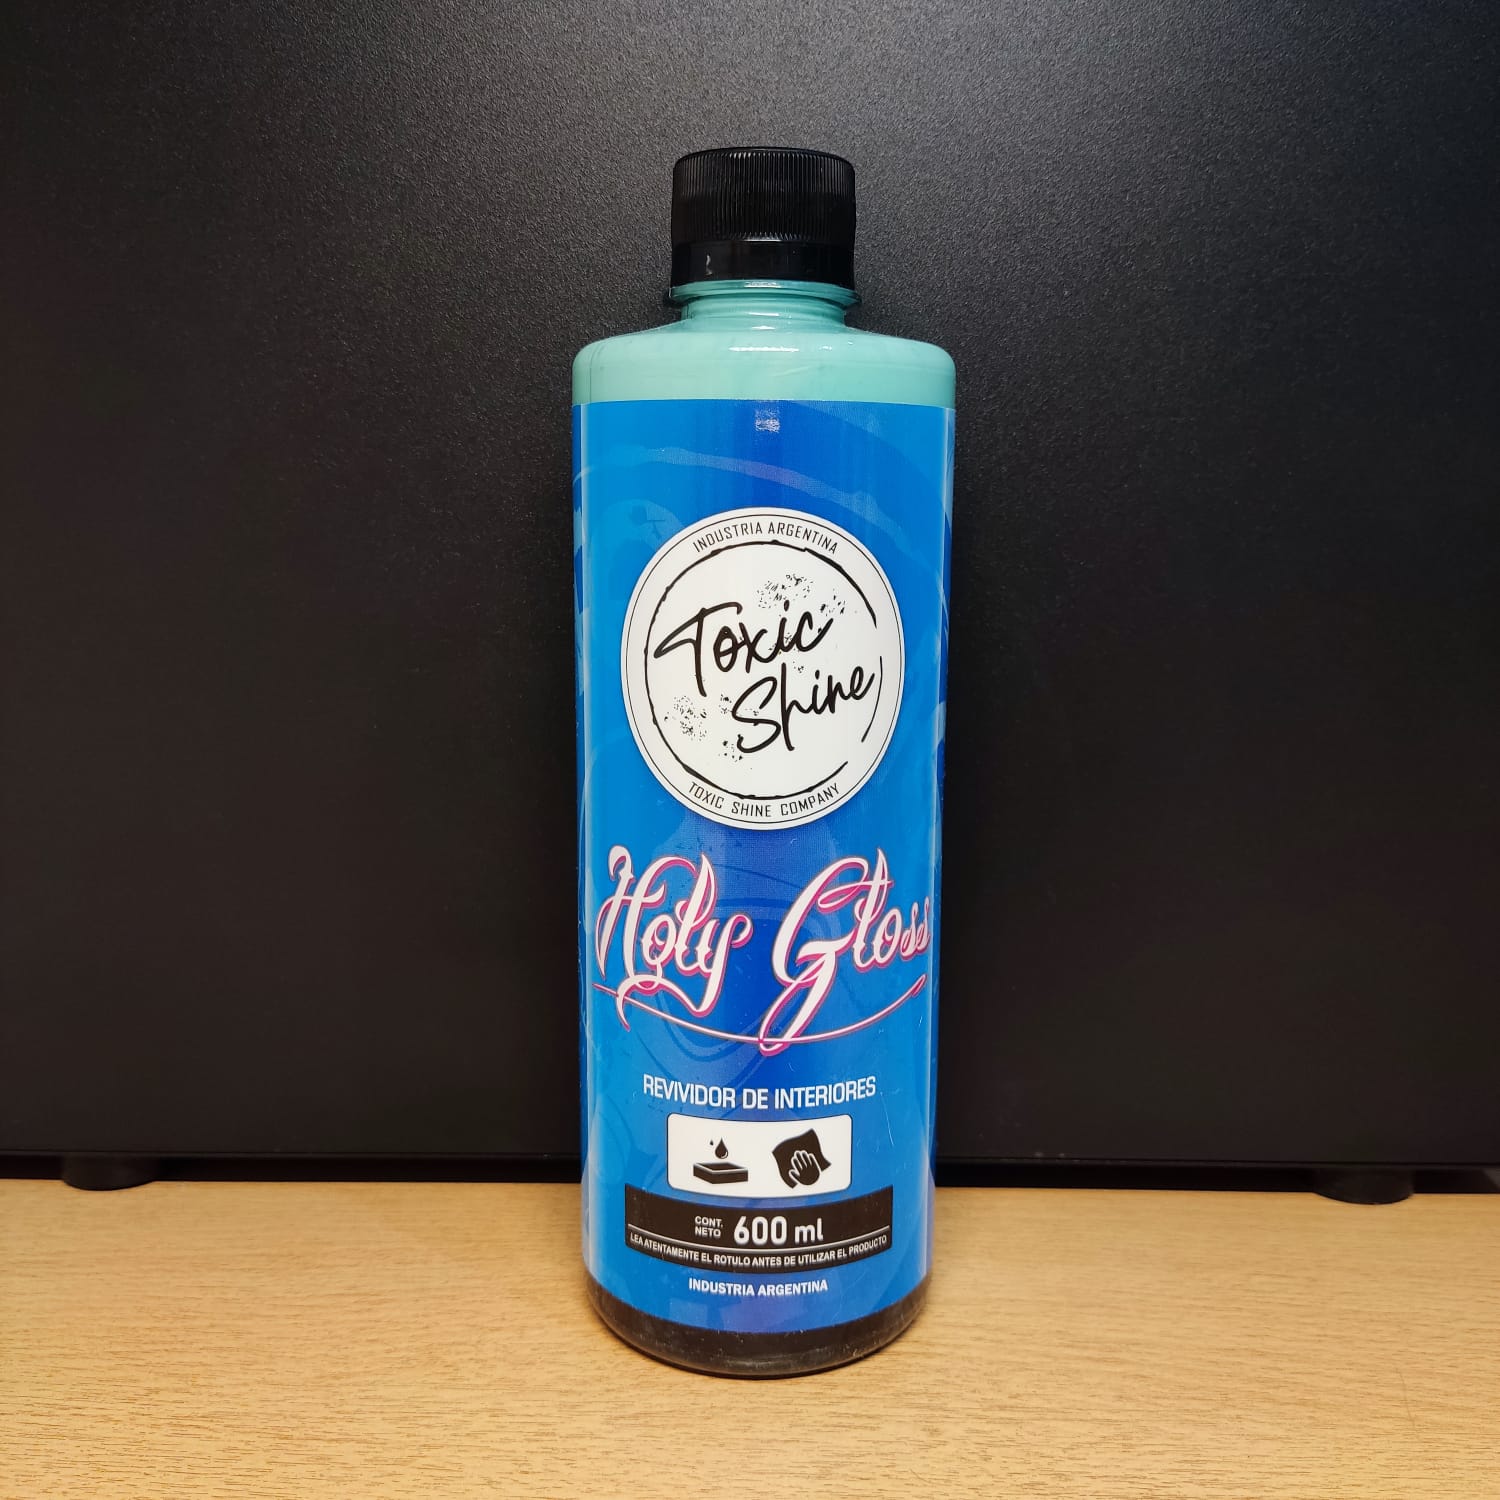 INDUSTRIA ARGENTINA
Toxic
Shine
TOXIC SHINE COMPANY
Holy Gloss
REVIVIDOR DE INTERIORES
CONT. NETO 600 ml
LEA ATENTAMENTE EL ROTULO ANTES DE UTILIZAR EL PRODUCTO
INDUSTRIA ARGENTINA